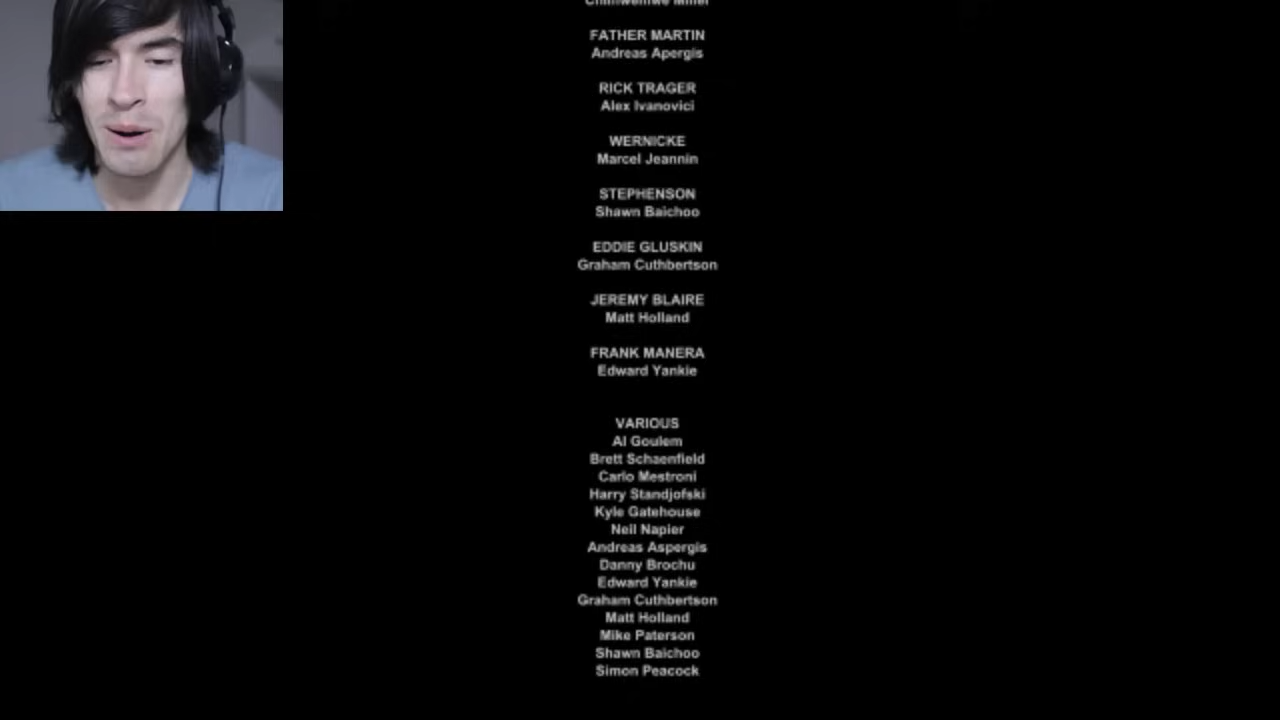 FATHER MARTIN
Andreas Apergis
RICK TRAGER
Alex Ivanovici
WERNICKE
Marcel Jeannin
STEPHENSON
Shawn Baichoo
EDDIE GLUSKIN
Graham Cuthbertson
JEREMY BLAIRE
Matt Holland
FRANK MANERA
Edward Yankie
VARIOUS
Al Goulem
Brett Schaenfield
Carlo Mestroni
Harry Standjofski
Kyle Gatehouse
Neil Napier
Andreas Aspergis
Danny Brochu
Edward Yankie
Graham Cuthbertson
Matt Holland
Mike Paterson
Shawn Baichoo
Simon Peacock